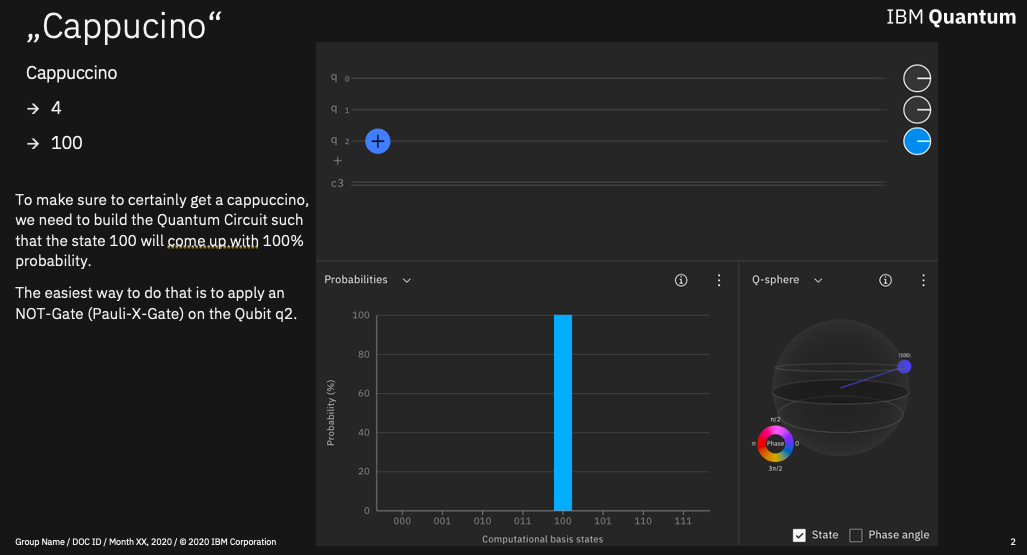 „Cappucino“
IBM Quantum
Cappuccino
→ 4
→ 100
To make sure to certainly get a cappuccino,
we need to build the Quantum Circuit such
that the state 100 will come up with 100%
probability.
The easiest way to do that is to apply an
NOT-Gate (Pauli-X-Gate) on the Qubit q2.
q 0
q 1
q 2
+
+
c3
Probabilities
100
80
60
40
20
0
Probability (%)
000 001 010 011 100 101 110 111
Computational basis states
Q-sphere
|100⟩
π/2
π Phase 0
3π/2
State Phase angle
Group Name / DOC ID / Month XX, 2020 / © 2020 IBM Corporation
2